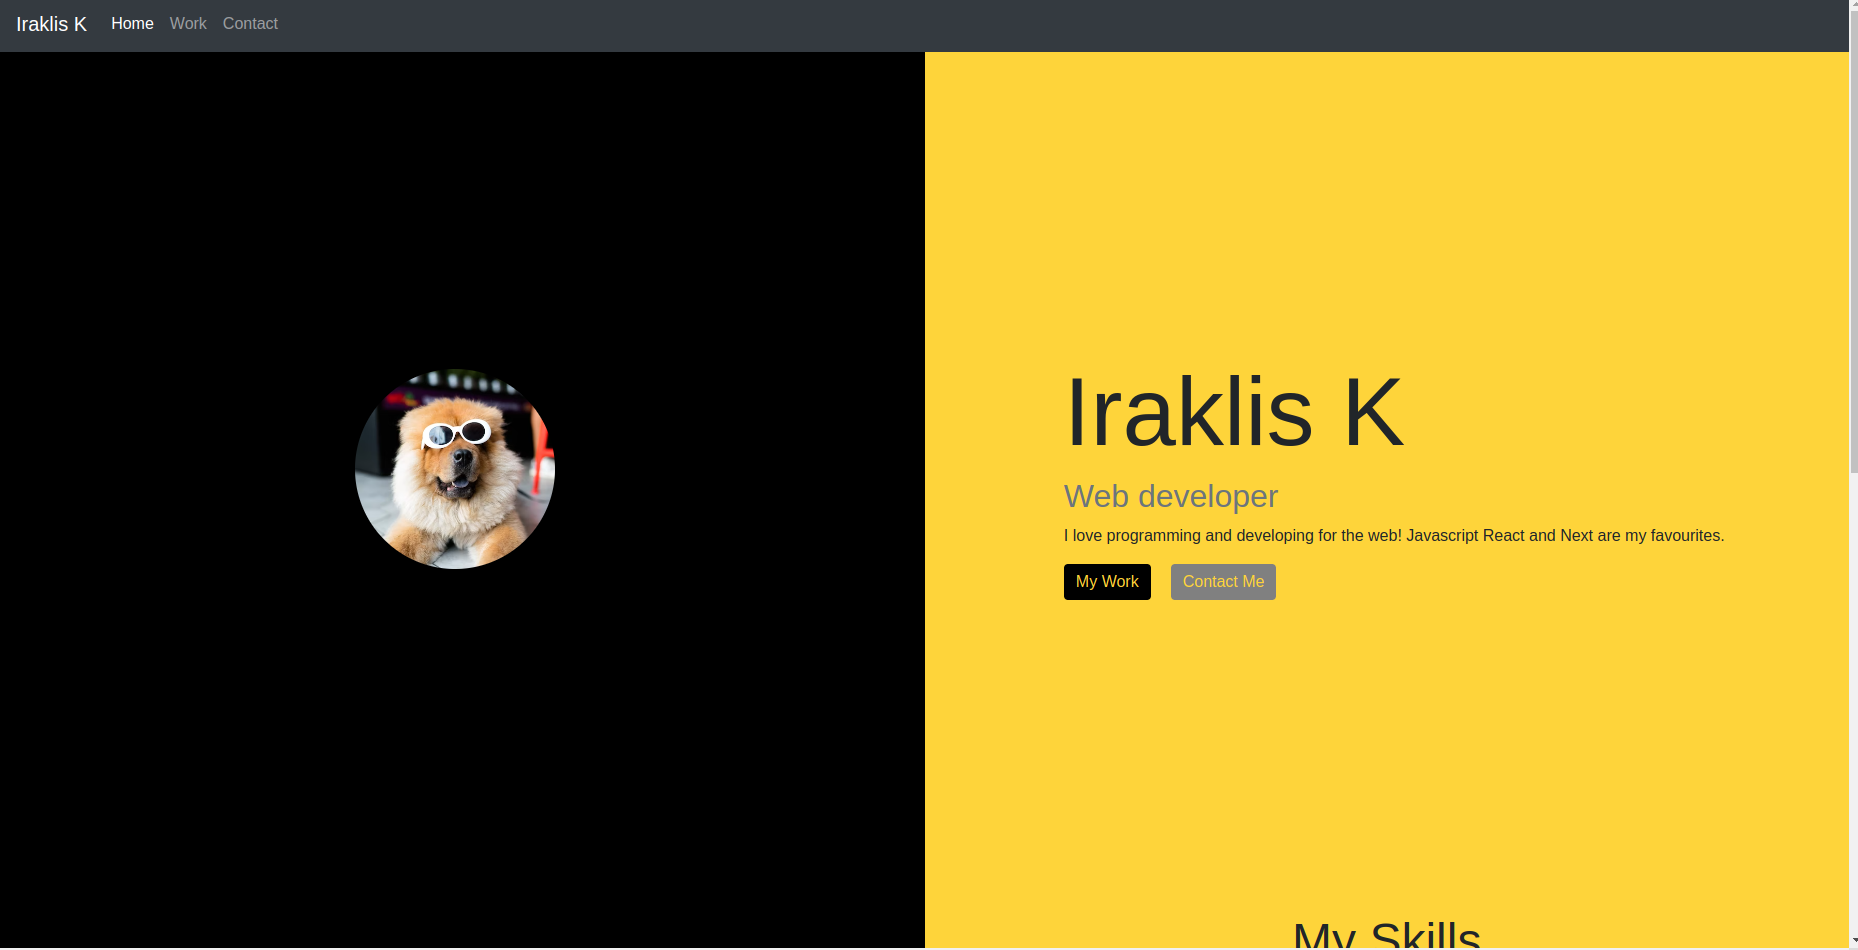 Iraklis K Home Work Contact
Iraklis K
Web developer
I love programming and developing for the web! Javascript React and Next are my favourites.
My Work Contact Me
My Skills